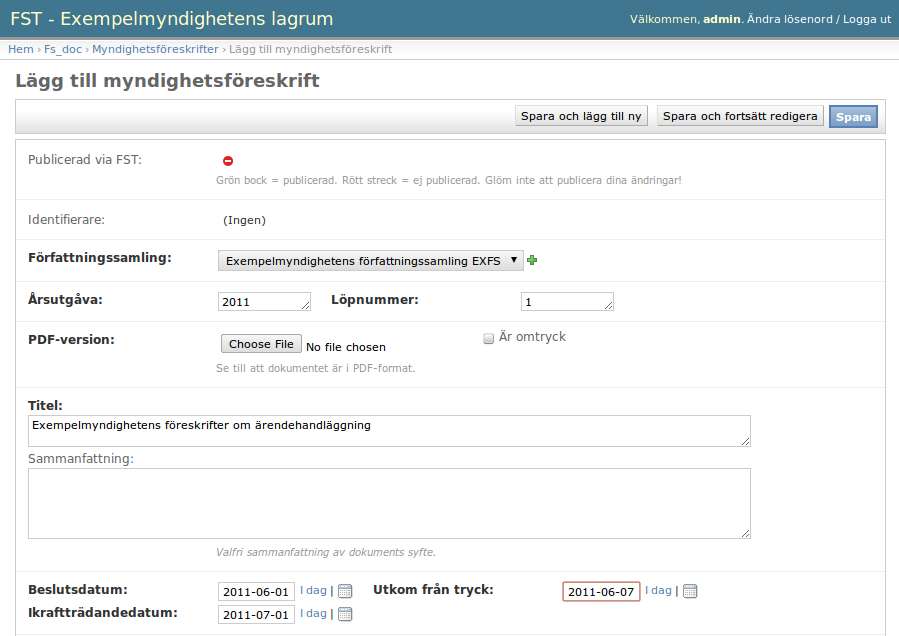 FST - Exempelmyndighetens lagrum
Välkommen, admin. Ändra lösenord / Logga ut
Hem › Fs_doc › Myndighetsföreskrifter › Lägg till myndighetsföreskrift
Lägg till myndighetsföreskrift
Spara och lägg till ny
Spara och fortsätt redigera
Spara
Publicerad via FST:
Grön bock = publicerad. Rött streck = ej publicerad. Glöm inte att publicera dina ändringar!
Identifierare: (Ingen)
Författningssamling: Exempelmyndighetens författningssamling EXFS
Årsutgåva: 2011 Löpnummer: 1
PDF-version: Choose File No file chosen Är omtryck
Se till att dokumentet är i PDF-format.
Titel:
Exempelmyndighetens föreskrifter om ärendehandläggning
Sammanfattning:
Valfri sammanfattning av dokuments syfte.
Beslutsdatum: 2011-06-01 I dag | Utkom från tryck: 2011-06-07 I dag |
Ikraftträdandedatum: 2011-07-01 I dag |